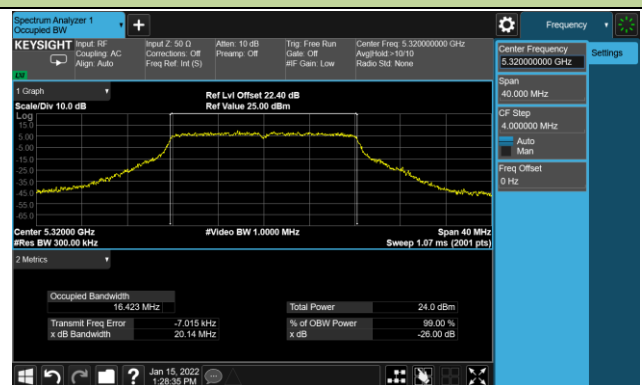 Spectrum Analyzer 1
Occupied BW
Frequency
KEYSIGHT
Input: RF
Coupling: AC
Align: Auto
Input Z: 50 Ω
Corrections: Off
Freq Ref: Int (S)
Atten: 10 dB
Preamp: Off
Trig: Free Run
Gate: Off
#IF Gain: Low
Center Freq: 5.320000000 GHz
Avg|Hold:>10/10
Radio Std: None
Center Frequency
5.320000000 GHz
Settings
Span
40.000 MHz
CF Step
4.000000 MHz
Auto
Man
Freq Offset
0 Hz
1 Graph
Scale/Div 10.0 dB
Ref Lvl Offset 22.40 dB
Ref Value 25.00 dBm
Log
15.0
5.00
-5.00
-15.0
-25.0
-35.0
-45.0
-55.0
-65.0
Center 5.32000 GHz
#Res BW 300.00 kHz
#Video BW 1.0000 MHz
Span 40 MHz
Sweep 1.07 ms (2001 pts)
2 Metrics
Occupied Bandwidth
16.423 MHz
Total Power 24.0 dBm
Transmit Freq Error -7.015 kHz
% of OBW Power 99.00 %
x dB Bandwidth 20.14 MHz
x dB -26.00 dB
Jan 15, 2022
1:28:35 PM